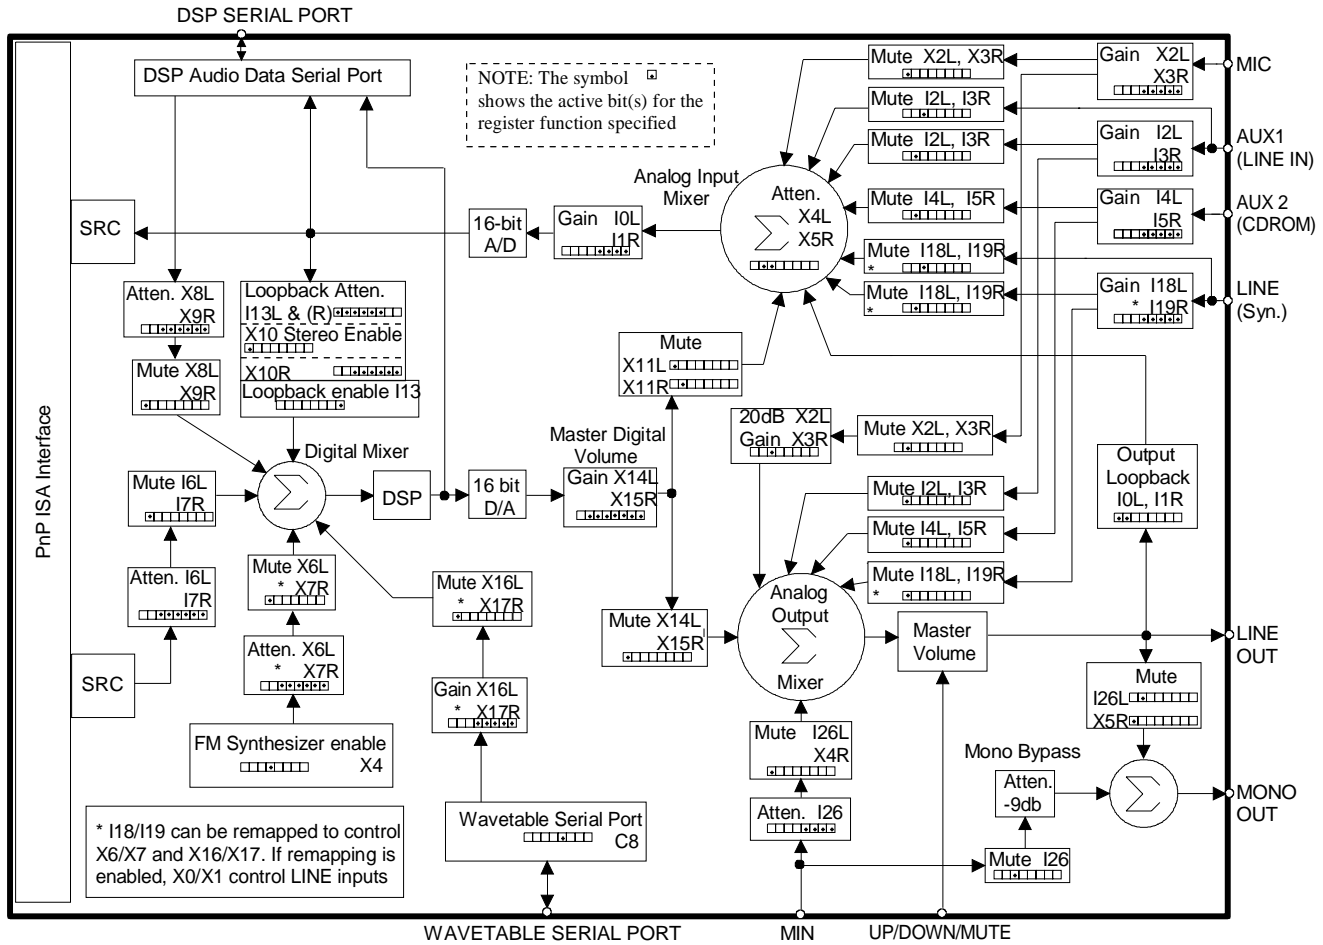 DSP SERIAL PORT
DSP Audio Data Serial Port
NOTE: The symbol
shows the active bit(s) for the
register function specified
Mute X2L, X3R
Gain X2L
X3R
MIC
Mute I2L, I3R
Mute I2L, I3R
Gain I2L
I3R
AUX1
(LINE IN)
Analog Input
Mixer
Atten.
X4L
X5R
Mute I4L, I5R
Gain I4L
I5R
AUX 2
(CDROM)
SRC
16-bit
A/D
Gain I0L
I1R
Mute I18L, I19R
*
Mute I18L, I19R
*
Gain I18L
* I19R
LINE
(Syn.)
Atten. X8L
X9R
Loopback Atten.
I13L & (R)
X10 Stereo Enable
X10R
Loopback enable I13
Mute X8L
X9R
Mute
X11L
X11R
PnP ISA Interface
20dB X2L
Gain X3R
Mute X2L, X3R
Digital Mixer
Master Digital
Volume
Gain X14L
X15R
Output
Loopback
I0L, I1R
Mute I6L
I7R
DSP
16 bit
D/A
Mute I2L, I3R
Mute I4L, I5R
Atten. I6L
I7R
Mute X6L
* X7R
Mute X16L
* X17R
Mute I18L, I19R
*
Analog
Output
Mixer
Mute X14L
X15R
Master
Volume
LINE
OUT
SRC
Atten. X6L
* X7R
Gain X16L
* X17R
Mute
I26L
X5R
FM Synthesizer enable
X4
Mute I26L
X4R
Mono Bypass
Atten.
-9db
MONO
OUT
Wavetable Serial Port
C8
Atten. I26
Mute I26
* I18/I19 can be remapped to control
X6/X7 and X16/X17. If remapping is
enabled, X0/X1 control LINE inputs
WAVETABLE SERIAL PORT
MIN
UP/DOWN/MUTE